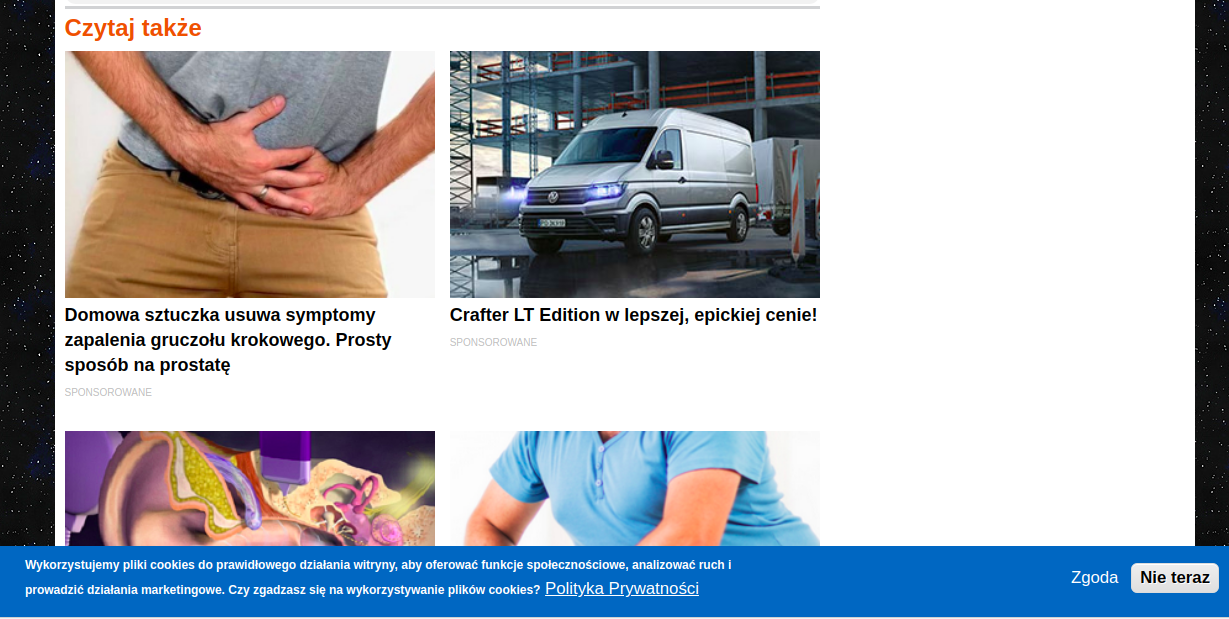 Czytaj także
Domowa sztuczka usuwa symptomy
zapalenia gruczołu krokowego. Prosty
sposób na prostatę
SPONSOROWANE
Crafter LT Edition w lepszej, epickiej cenie!
SPONSOROWANE
Wykorzystujemy pliki cookies do prawidłowego działania witryny, aby oferować funkcje społecznościowe, analizować ruch i
prowadzić działania marketingowe. Czy zgadzasz się na wykorzystywanie plików cookies? Polityka Prywatności
Zgoda
Nie teraz